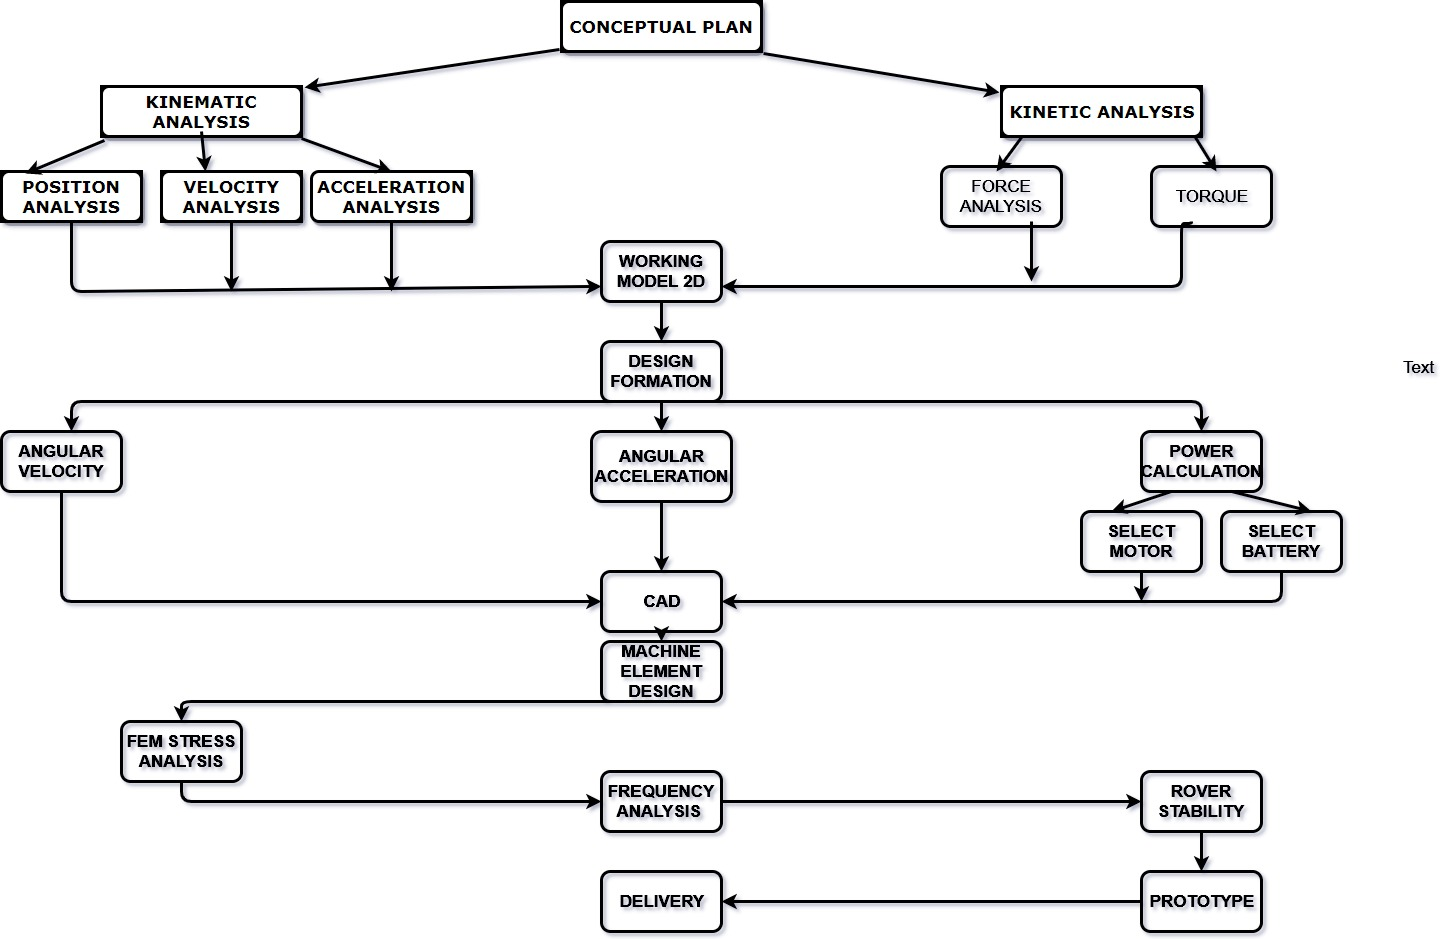 CONCEPTUAL PLAN
KINEMATIC
ANALYSIS
KINETIC ANALYSIS
POSITION
ANALYSIS
VELOCITY
ANALYSIS
ACCELERATION
ANALYSIS
FORCE
ANALYSIS
TORQUE
WORKING
MODEL 2D
DESIGN
FORMATION
Text
ANGULAR
VELOCITY
ANGULAR
ACCELERATION
POWER
CALCULATION
SELECT
MOTOR
SELECT
BATTERY
CAD
MACHINE
ELEMENT
DESIGN
FEM STRESS
ANALYSIS
FREQUENCY
ANALYSIS
ROVER
STABILITY
DELIVERY
PROTOTYPE